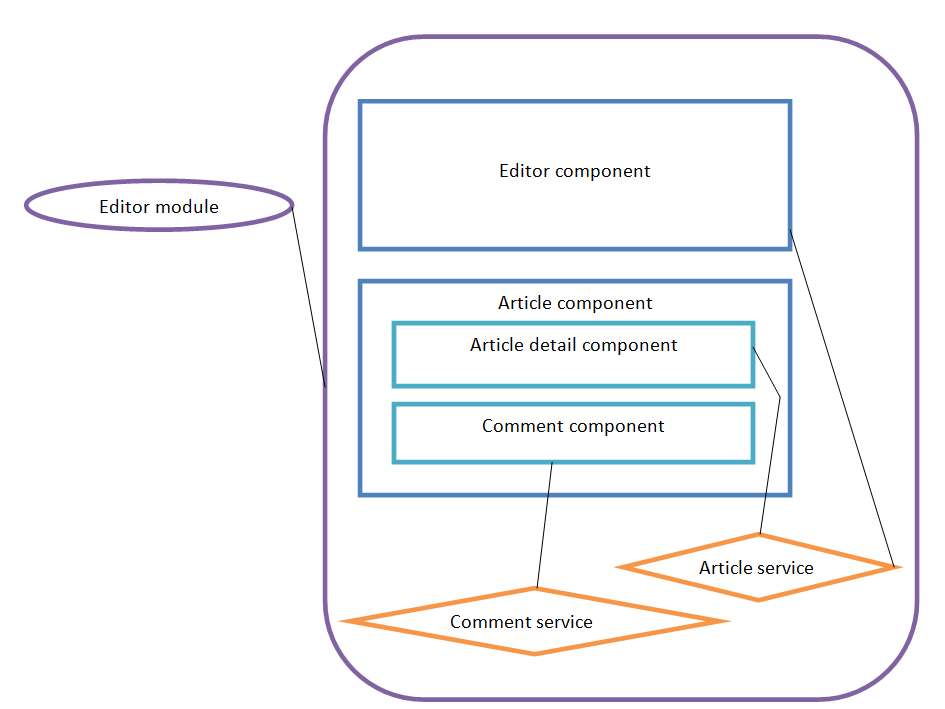 Editor component
Editor module
Article component
Article detail component
Comment component
Article service
Comment service